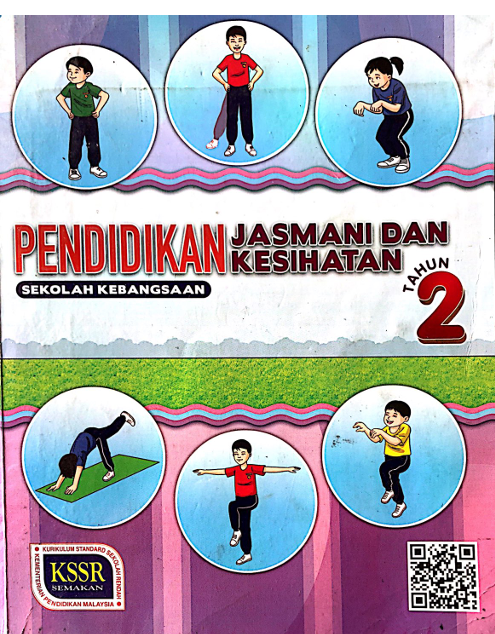 PENDIDIKAN JASMANI DAN
KESIHATAN
SEKOLAH KEBANGSAAN
TAHUN
2
KURIKULUM STANDARD SEKOLAH RENDAH
KSSR
SEMAKAN
KEMENTERIAN PENDIDIKAN MALAYSIA